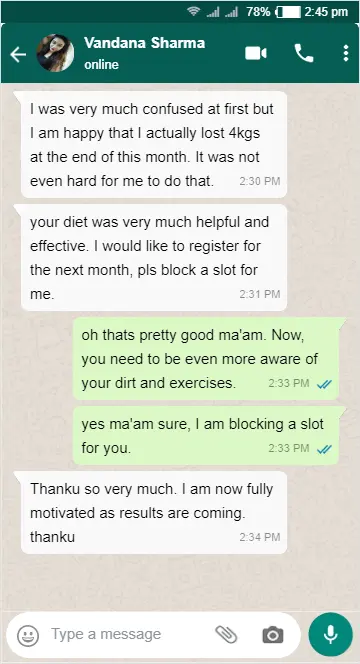 78% 2:45 pm
Vandana Sharma
online
I was very much confused at first but
I am happy that I actually lost 4kgs
at the end of this month. It was not
even hard for me to do that. 2:30 PM
your diet was very much helpful and
effective. I would like to register for
the next month, pls block a slot for
me. 2:31 PM
oh thats pretty good ma'am. Now,
you need to be even more aware of
your dirt and exercises. 2:33 PM
yes ma'am sure, I am blocking a slot
for you. 2:33 PM
Thanku so very much. I am now fully
motivated as results are coming.
thanku 2:34 PM
Type a message